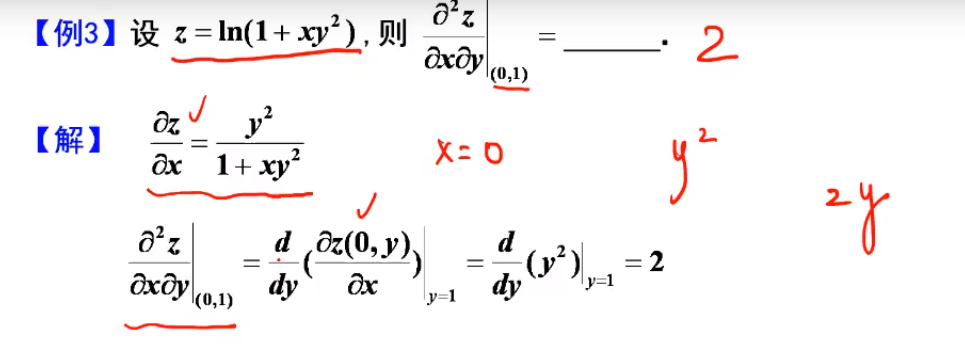 【例3】设 z = ln(1 + xy²), 则 ∂²z/∂x∂y|(0,1) = ______. 2
【解】 ∂z/∂x = y²/(1 + xy²) x=0 y²
2y
∂²z/∂x∂y|(0,1) = d/dy(∂z(0, y)/∂x)|y=1 = d/dy(y²)|y=1 = 2